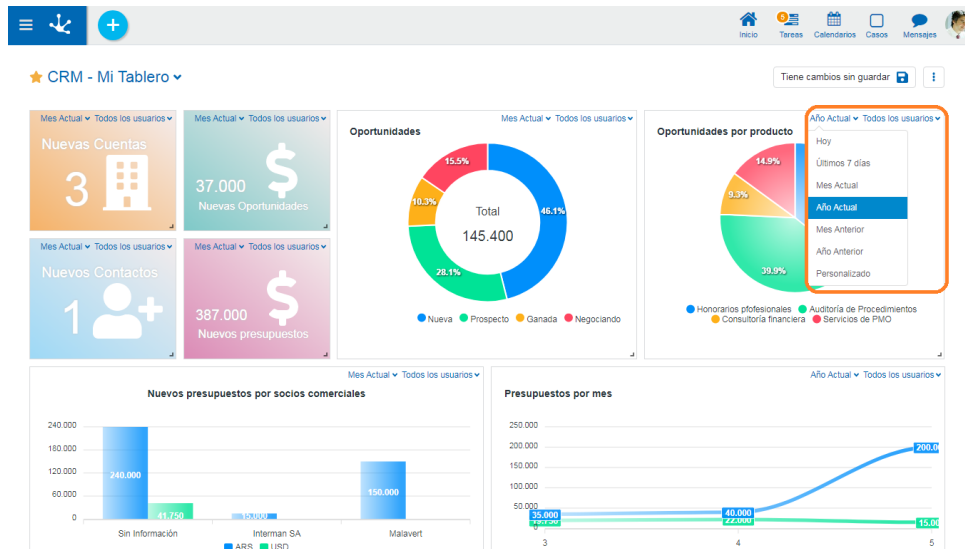 5
Inicio
Tareas
Calendarios
Casos
Mensajes
CRM - Mi Tablero
Tiene cambios sin guardar
Mes Actual Todos los usuarios
Nuevas Cuentas
3
Mes Actual Todos los usuarios
37.000
Nuevas Oportunidades
Mes Actual Todos los usuarios
Nuevos Contactos
1
Mes Actual Todos los usuarios
387.000
Nuevos presupuestos
Mes Actual Todos los usuarios
Oportunidades
15.5%
10.3%
46.1%
28.1%
Total
145.400
Nueva Prospecto Ganada Negociando
Año Actual Todos los usuarios
Oportunidades por producto
14.9%
9.3%
39.9%
Hoy
Últimos 7 días
Mes Actual
Año Actual
Mes Anterior
Año Anterior
Personalizado
Honorarios pfofesionales Auditoría de Procedimientos
Consultoría financiera Servicios de PMO
Mes Actual Todos los usuarios
Nuevos presupuestos por socios comerciales
240.000
180.000
120.000
60.000
0
240.000
41.750
15.000
150.000
Sin Información Interman SA Malavert
ARS USD
Año Actual Todos los usuarios
Presupuestos por mes
250.000
200.000
150.000
100.000
50.000
0
35.000
40.000
22.000
200.0
15.00
3 4 5